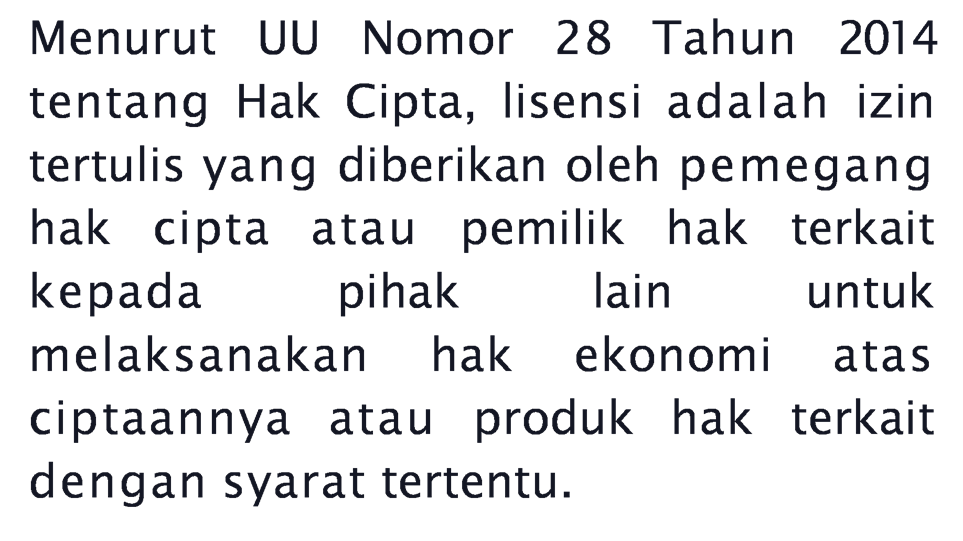 Menurut UU Nomor 28 Tahun 2014
tentang Hak Cipta, lisensi adalah izin
tertulis yang diberikan oleh pemegang
hak cipta atau pemilik hak terkait
kepada pihak lain untuk
melaksanakan hak ekonomi atas
ciptaannya atau produk hak terkait
dengan syarat tertentu.